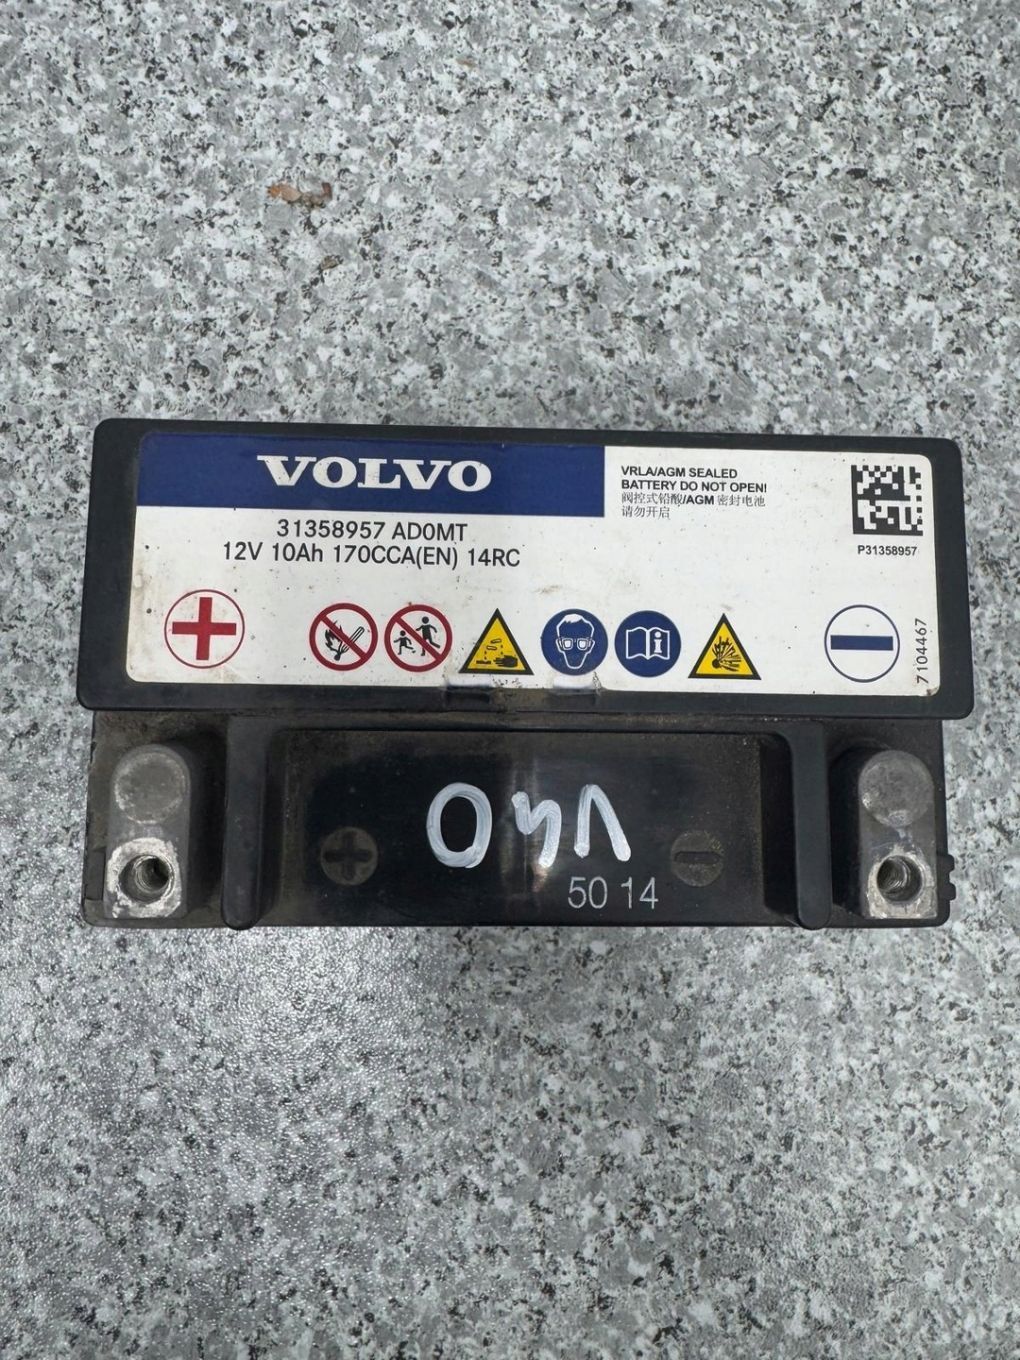 VOLVO
31358957 AD0MT
12V 10Ah 170CCA(EN) 14RC
VRLA/AGM SEALED
BATTERY DO NOT OPEN!
阀控式铅酸/AGM 密封电池
请勿开启
P31358957
7104467
V40
50 14